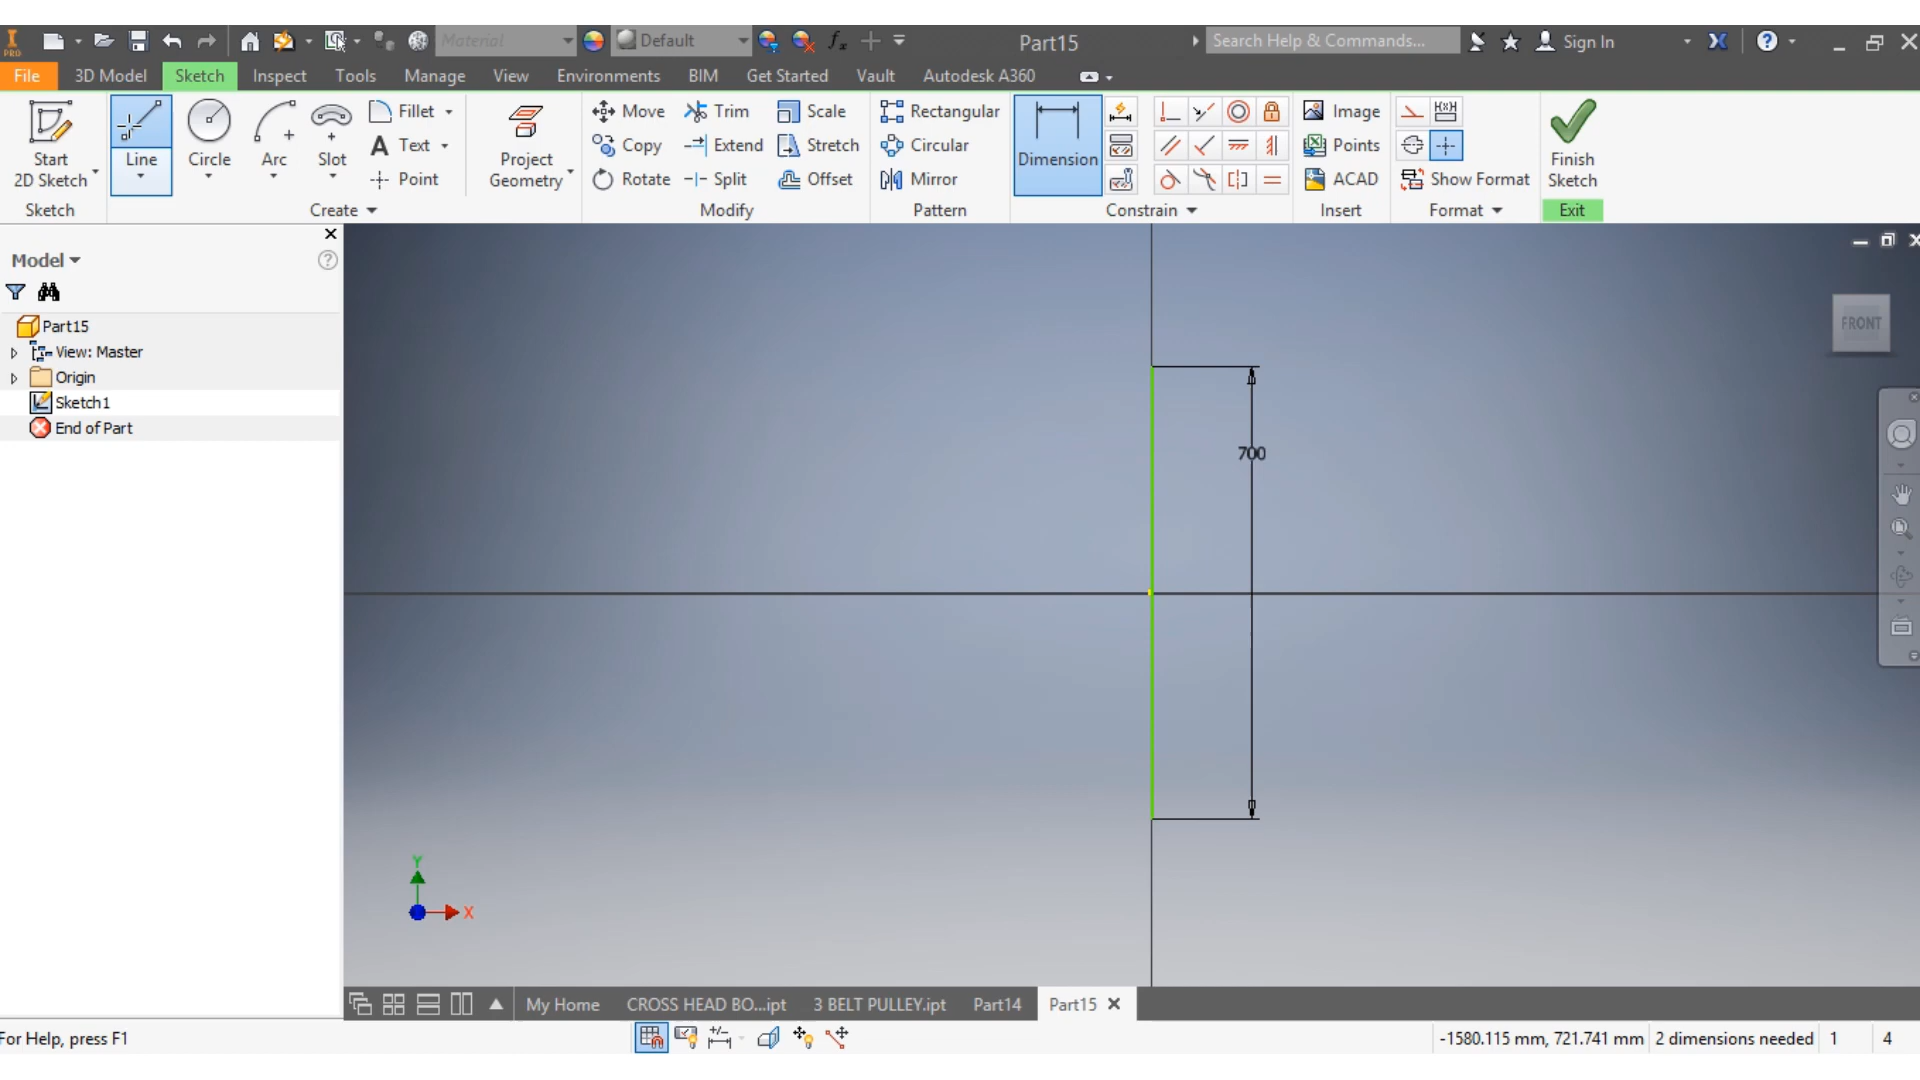 PRO
Material
Default
fx
Part15
Search Help & Commands...
Sign In
File 3D Model Sketch Inspect Tools Manage View Environments BIM Get Started Vault Autodesk A360
Start
2D Sketch
Line
Circle
Arc
Slot
Fillet
Text
Point
Project
Geometry
Move
Copy
Rotate
Trim
Extend
Split
Scale
Stretch
Offset
Rectangular
Circular
Mirror
Dimension
Image
Points
ACAD
Show Format
Finish
Sketch
Sketch Create Modify Pattern Constrain Insert Format Exit
Model
Part15
View: Master
Origin
Sketch1
End of Part
FRONT
700
Y
X
My Home CROSS HEAD BO...ipt 3 BELT PULLEY.ipt Part14 Part15
For Help, press F1
-1580.115 mm, 721.741 mm 2 dimensions needed 1 4